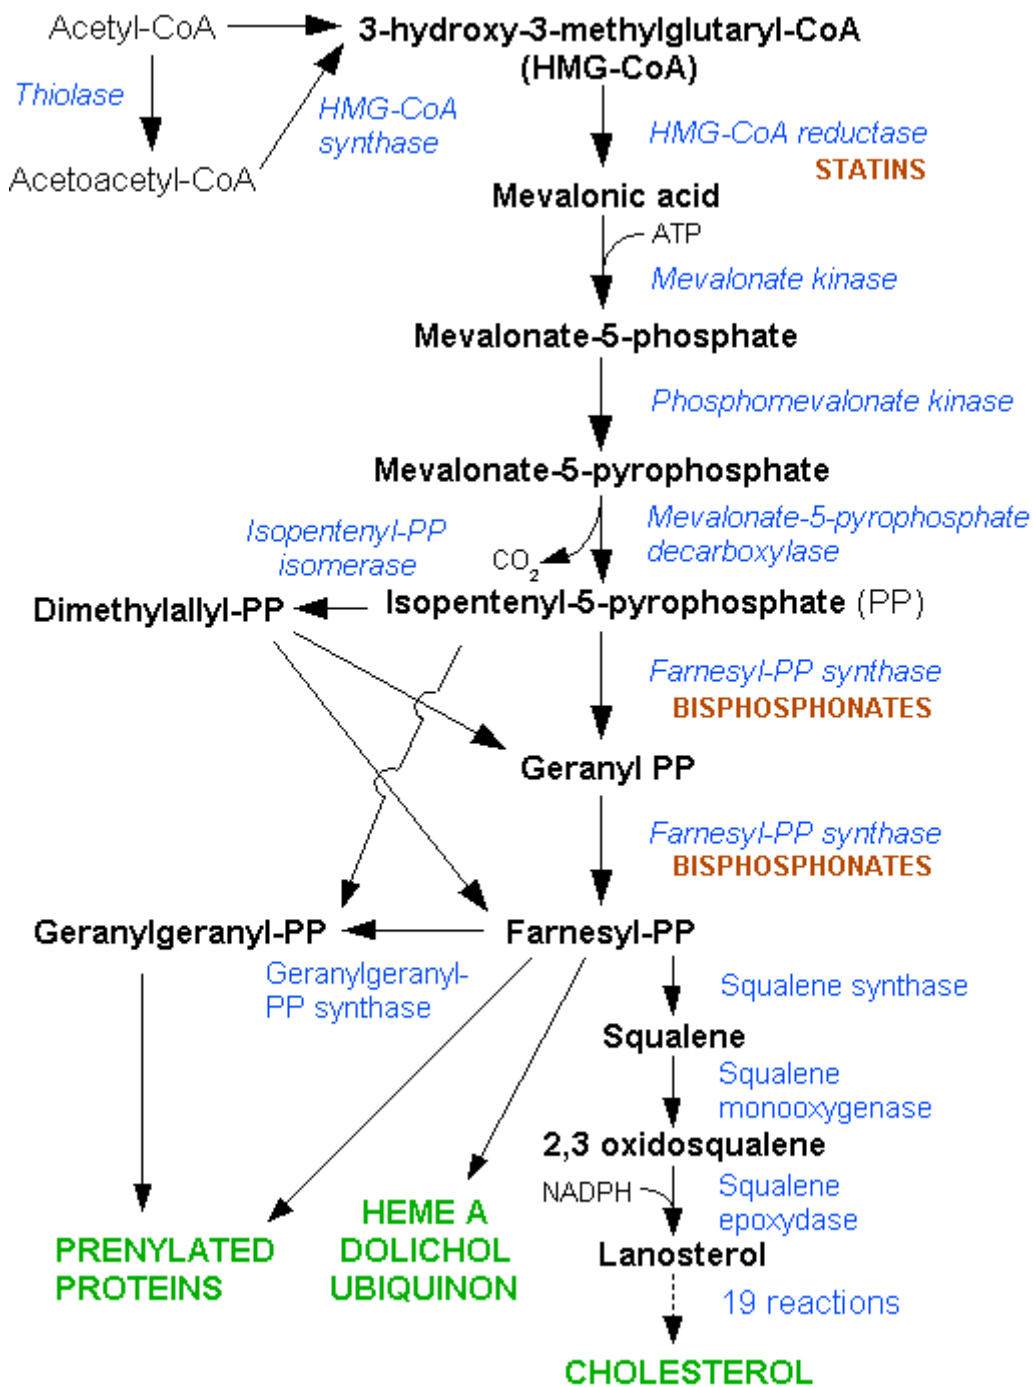 Acetyl-CoA
3-hydroxy-3-methylglutaryl-CoA
(HMG-CoA)
Thiolase
HMG-CoA
synthase
HMG-CoA reductase
STATINS
Acetoacetyl-CoA
Mevalonic acid
ATP
Mevalonate kinase
Mevalonate-5-phosphate
Phosphomevalonate kinase
Mevalonate-5-pyrophosphate
Isopentenyl-PP
isomerase
CO2
Mevalonate-5-pyrophosphate
decarboxylase
Dimethylallyl-PP
Isopentenyl-5-pyrophosphate (PP)
Farnesyl-PP synthase
BISPHOSPHONATES
Geranyl PP
Farnesyl-PP synthase
BISPHOSPHONATES
Geranylgeranyl-PP
Farnesyl-PP
Geranylgeranyl-
PP synthase
Squalene synthase
Squalene
Squalene
monooxygenase
2,3 oxidosqualene
NADPH
Squalene
epoxydase
HEME A
DOLICHOL
UBIQUINON
PRENYLATED
PROTEINS
Lanosterol
19 reactions
CHOLESTEROL